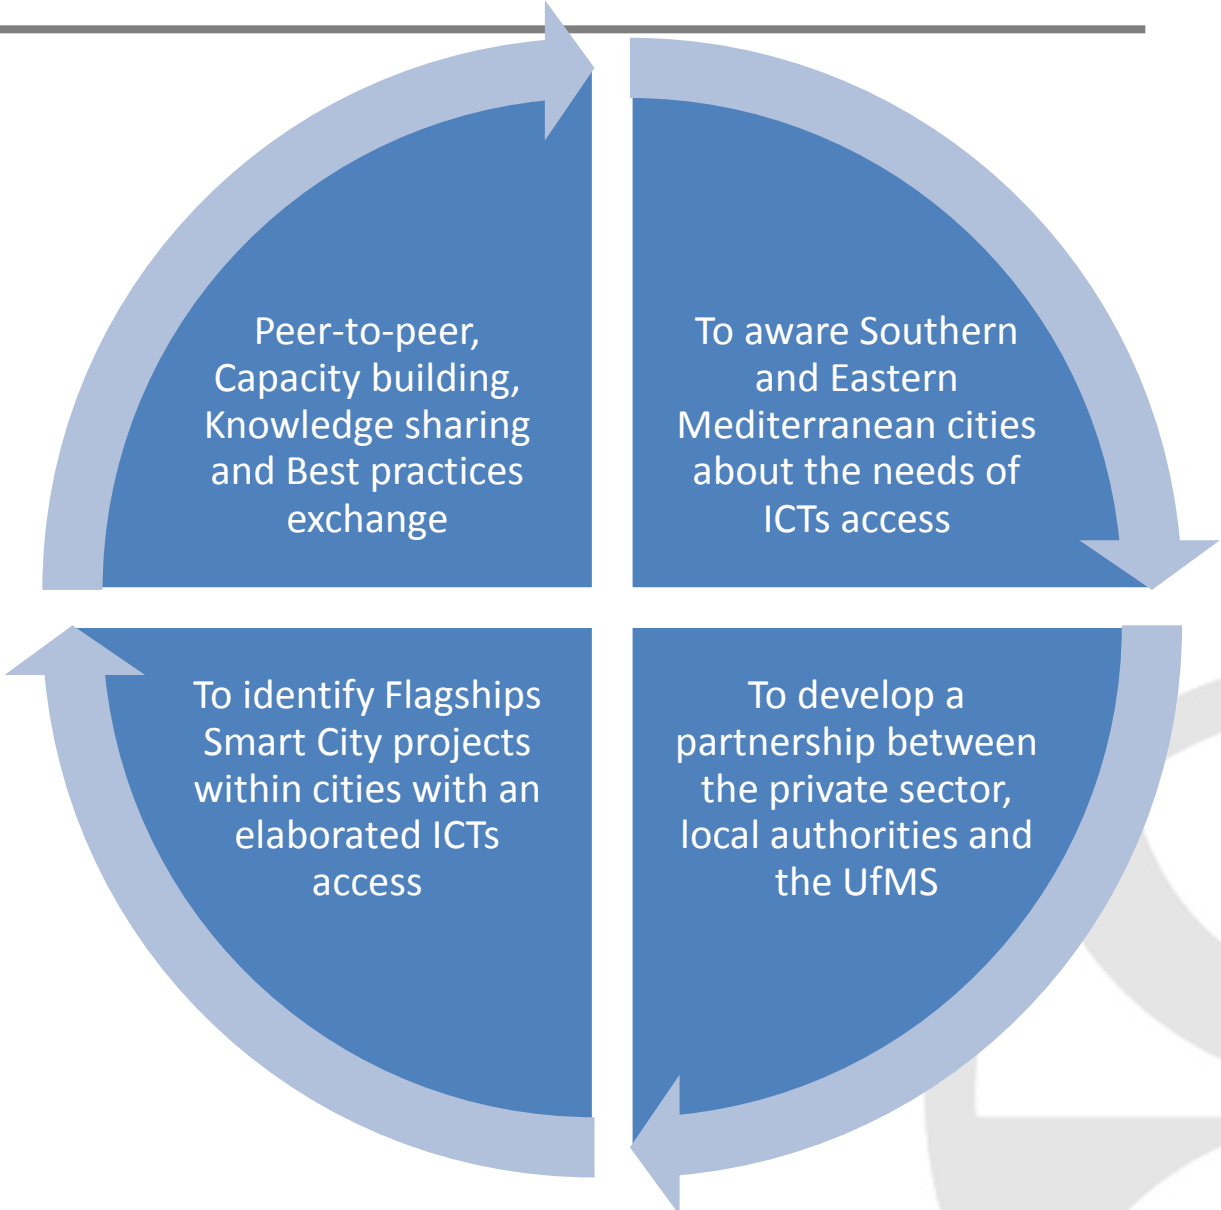 Peer-to-peer,
Capacity building,
Knowledge sharing
and Best practices
exchange
To aware Southern
and Eastern
Mediterranean cities
about the needs of
ICTs access
To identify Flagships
Smart City projects
within cities with an
elaborated ICTs
access
To develop a
partnership between
the private sector,
local authorities and
the UfMS